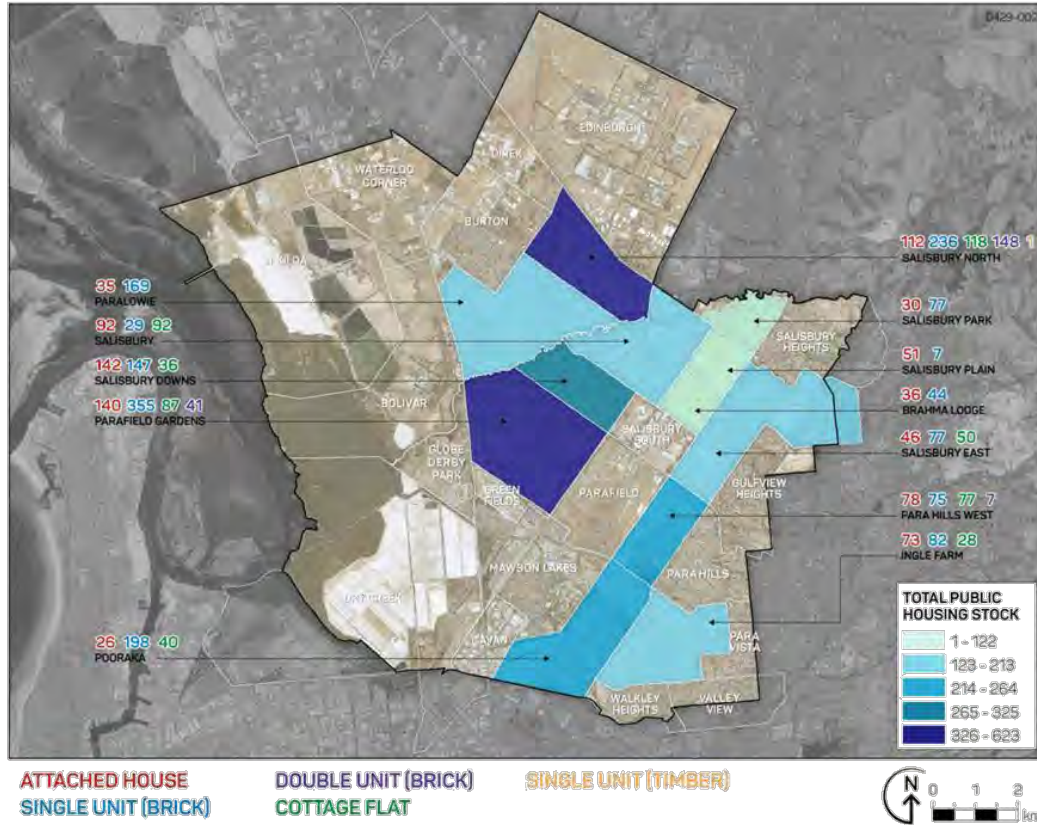 D429-002
EDINBURGH
DIREK
WATERLOO
CORNER
BURTON
ST KILDA
112 236 118 148 1
SALISBURY NORTH
35 169
PARALOWIE
30 77
SALISBURY PARK
SALISBURY
HEIGHTS
92 29 92
SALISBURY
51 7
SALISBURY PLAIN
142 147 36
SALISBURY DOWNS
36 44
BRAHMA LODGE
140 355 87 41
PARAFIELD GARDENS
BOLIVAR
SALISBURY
SOUTH
46 77 50
SALISBURY EAST
GLOBE
DERBY
PARK
GREEN
FIELDS
PARAFIELD
GULFVIEW
HEIGHTS
78 75 77 7
PARA HILLS WEST
73 82 28
INGLE FARM
MAWSON LAKES
PARA HILLS
DRY CREEK
CAVAN
PARA
VISTA
26 198 40
POORAKA
WALKLEY
HEIGHTS
VALLEY
VIEW
TOTAL PUBLIC
HOUSING STOCK
1 - 122
123 - 213
214 - 264
265 - 325
326 - 623
ATTACHED HOUSE
DOUBLE UNIT (BRICK)
SINGLE UNIT (TIMBER)
SINGLE UNIT (BRICK)
COTTAGE FLAT
N
0 1 2
km